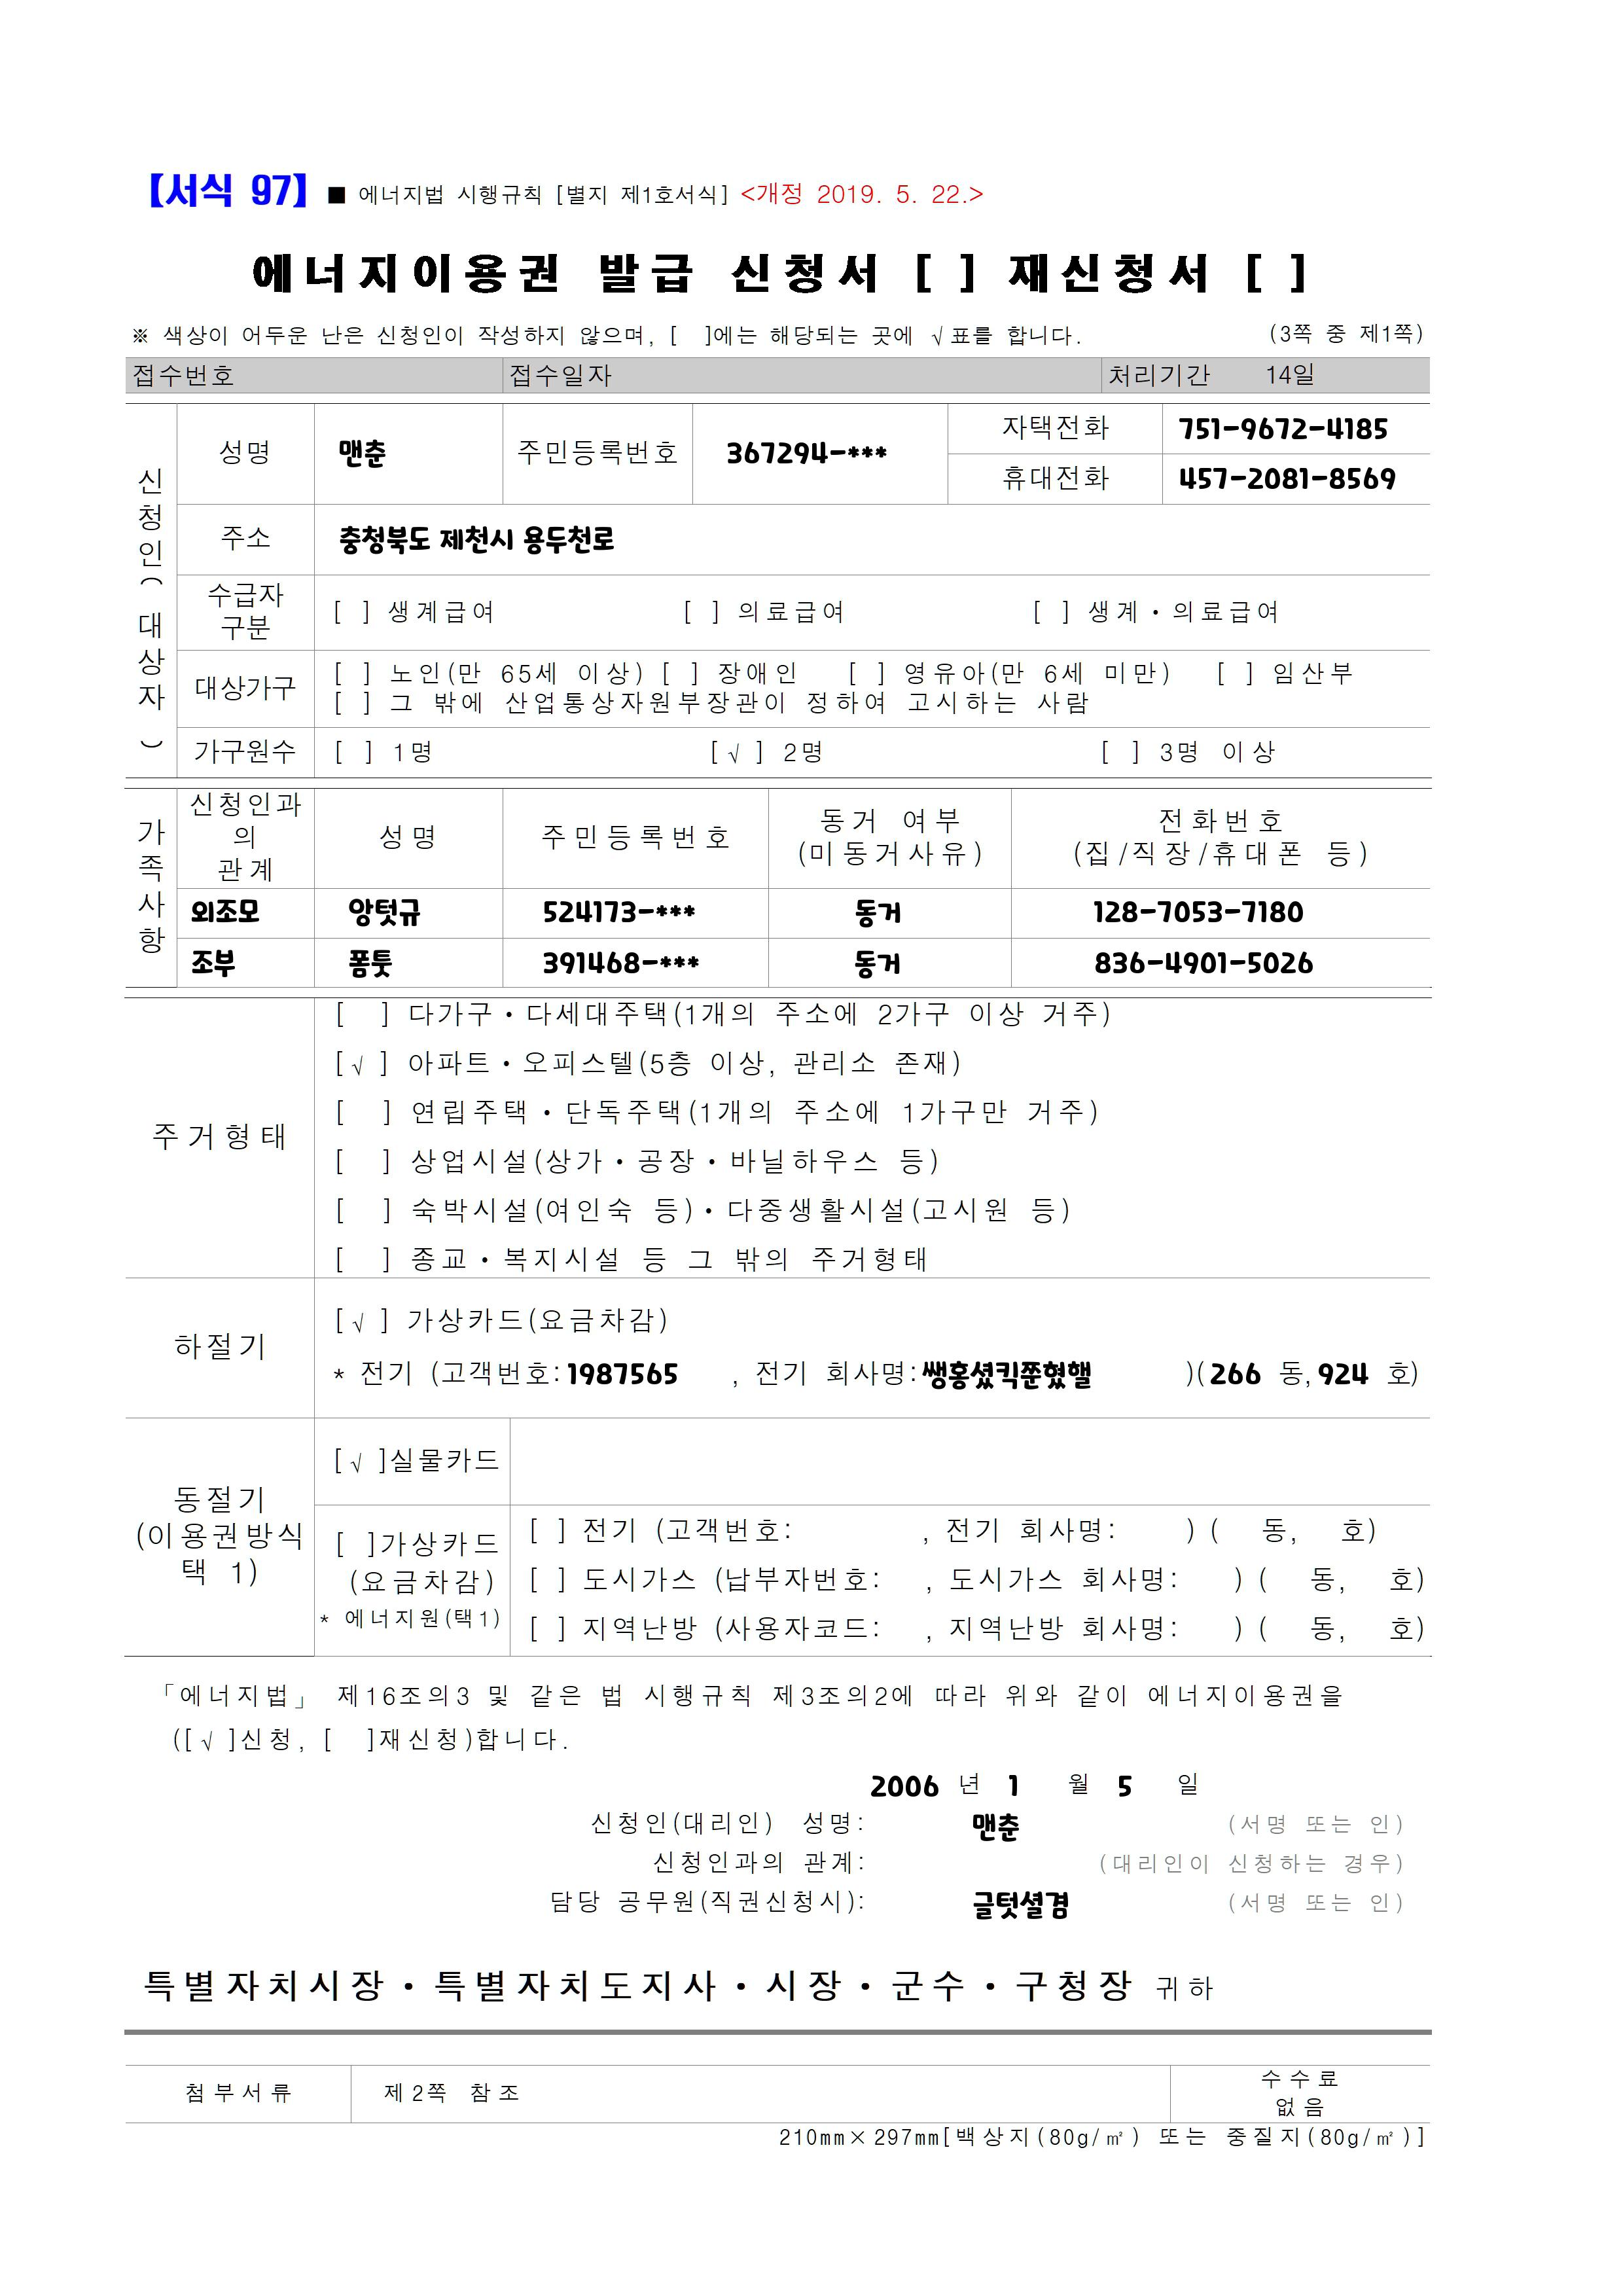 【서식 97】 ■ 에너지법 시행규칙 [별지 제1호서식] <개정 2019. 5. 22.>
에너지이용권 발급 신청서 [ ] 재신청서 [ ]
※ 색상이 어두운 난은 신청인이 작성하지 않으며, [ ]에는 해당되는 곳에 √표를 합니다. (3쪽 중 제1쪽)
접수번호 접수일자 처리기간 14일
신청인(대상자)
성명 맨춘 주민등록번호 367294-***
자택전화 751-9672-4185
휴대전화 457-2081-8569
주소 충청북도 제천시 용두천로
수급자 구분 [ ] 생계급여 [ ] 의료급여 [ ] 생계·의료급여
대상가구 [ ] 노인(만 65세 이상) [ ] 장애인 [ ] 영유아(만 6세 미만) [ ] 임산부
[ ] 그 밖에 산업통상자원부장관이 정하여 고시하는 사람
가구원수 [ ] 1명 [√] 2명 [ ] 3명 이상
가족사항
신청인과의 관계 성명 주민등록번호 동거 여부 (미동거사유) 전화번호 (집/직장/휴대폰 등)
외조모 앙텃규 524173-*** 동거 128-7053-7180
조부 폼툿 391468-*** 동거 836-4901-5026
주거형태
[ ] 다가구·다세대주택(1개의 주소에 2가구 이상 거주)
[√] 아파트·오피스텔(5층 이상, 관리소 존재)
[ ] 연립주택·단독주택(1개의 주소에 1가구만 거주)
[ ] 상업시설(상가·공장·바닐하우스 등)
[ ] 숙박시설(여인숙 등)·다중생활시설(고시원 등)
[ ] 종교·복지시설 등 그 밖의 주거형태
하절기
[√] 가상카드(요금차감)
* 전기 (고객번호: 1987565 , 전기 회사명: 쌩홍셨킥쭌혔핼 )( 266 동, 924 호)
동절기
(이용권방식
택 1)
[√]실물카드
[ ]가상카드
(요금차감)
* 에너지원(택1)
[ ] 전기 (고객번호: , 전기 회사명: ) ( 동, 호)
[ ] 도시가스 (납부자번호: , 도시가스 회사명: ) ( 동, 호)
[ ] 지역난방 (사용자코드: , 지역난방 회사명: ) ( 동, 호)
「에너지법」 제16조의3 및 같은 법 시행규칙 제3조의2에 따라 위와 같이 에너지이용권을
([√]신청, [ ]재신청)합니다.
2006 년 1 월 5 일
신청인(대리인) 성명: 맨춘 (서명 또는 인)
신청인과의 관계: (대리인이 신청하는 경우)
담당 공무원(직권신청시): 글텃셜겸 (서명 또는 인)
특별자치시장·특별자치도지사·시장·군수·구청장 귀하
첨부서류 제2쪽 참조 수수료 없음
210mm×297mm[백상지(80g/㎡) 또는 중질지(80g/㎡)]